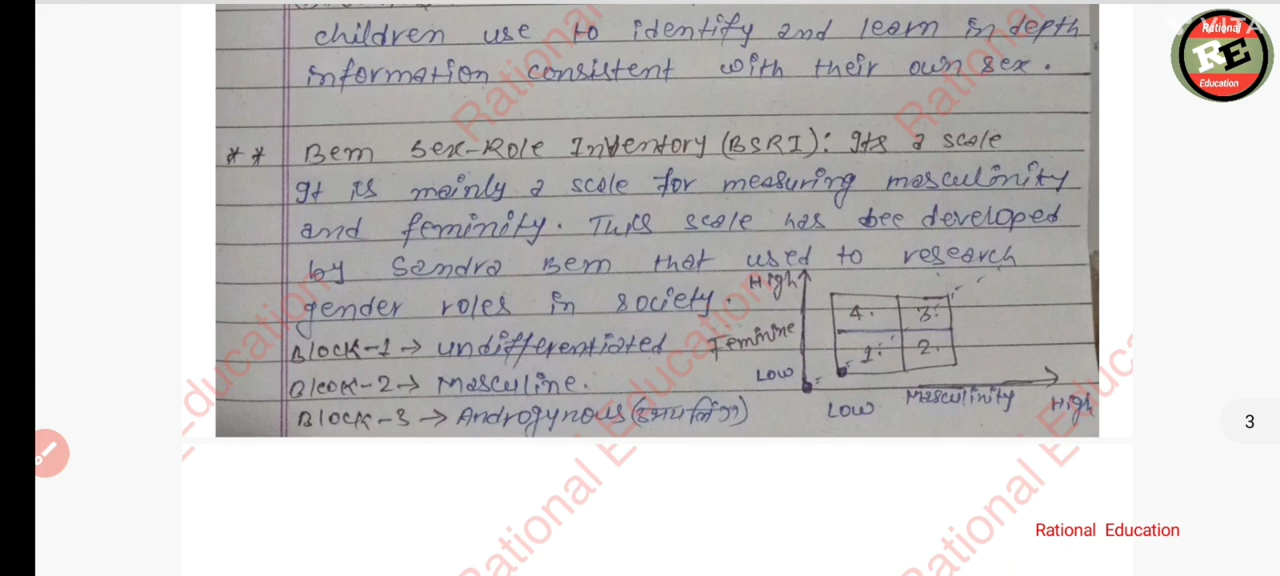 children use to identify and learn in depth
information consistent with their own sex.
** Bem Sex-Role Inventory (BSRI): Its a scale
It is mainly a scale for measuring masculinity
and feminity. This scale has bee developed
by Sandra Bem that used to research
gender roles in society.
Block-1 → undifferentiated
Block-2 → Masculine.
Block-3 → Androgynous (उभयलिंग)
High
Feminine
Low
4. 3.
1. 2.
Low Masculinity High
Rational
RE
Education
3
Rational Education
Rational Education